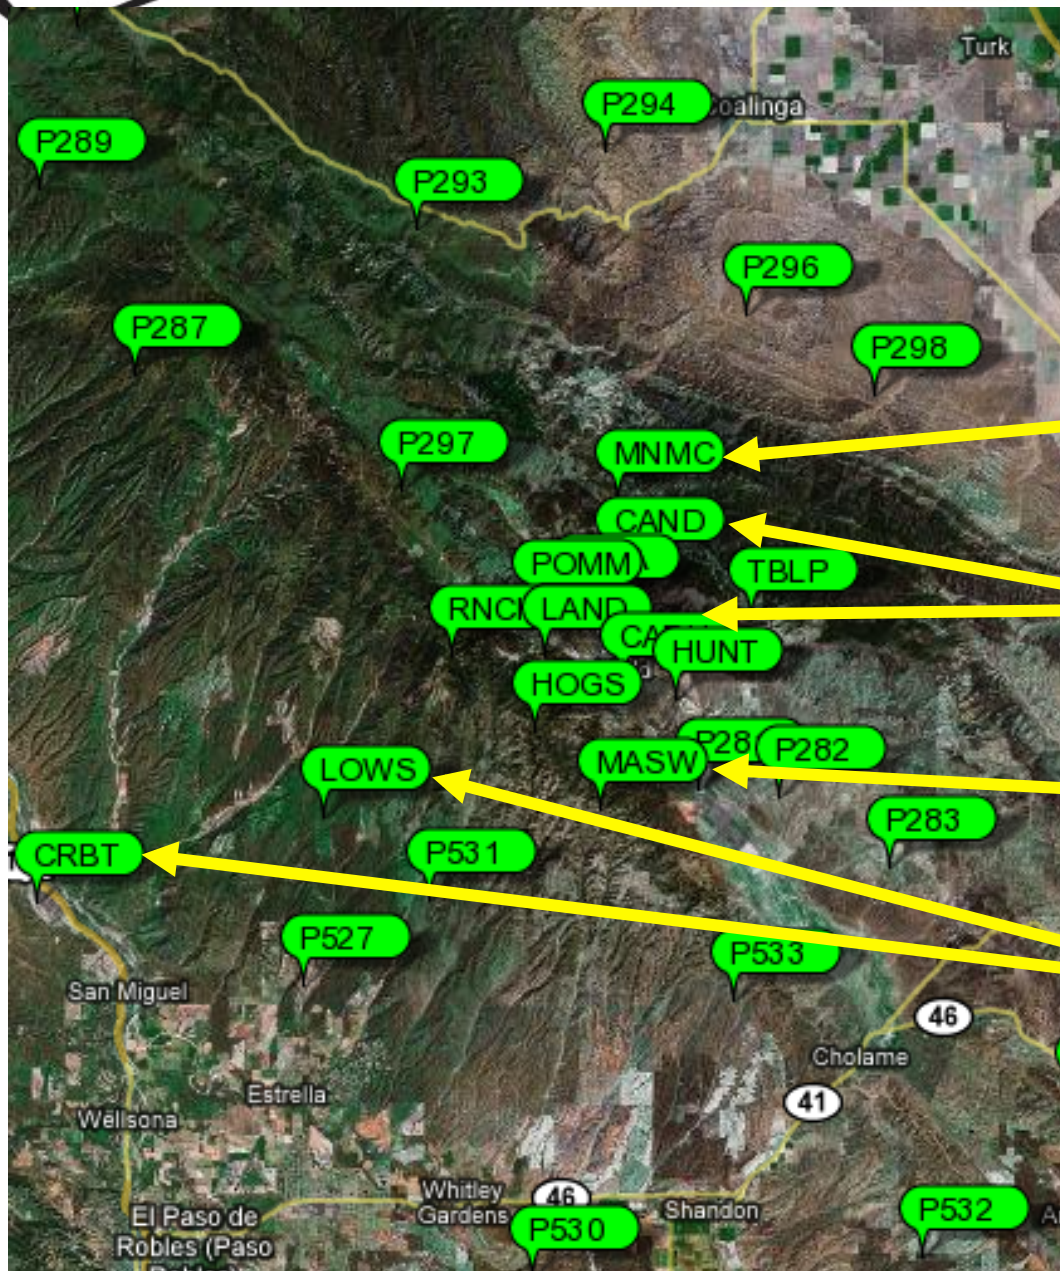 Turk
P294
Coalinga
P289
P293
P296
P287
P298
P297
MNMC
CAND
POMM
TBLP
LAND
HUNT
HOGS
P282
MASW
LOWS
P283
CRBT
P531
P527
P533
San Miguel
46
Cholame
Estrella
41
Wellsona
Whitley
Gardens
46
Shandon
P532
El Paso de
Robles (Paso
P530